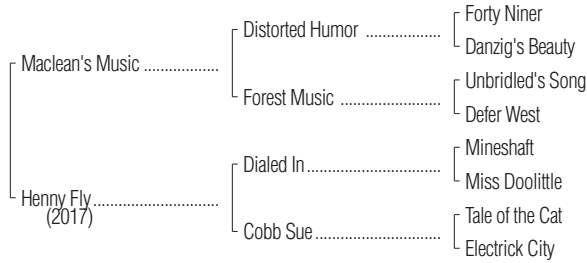 Forty Niner
Distorted Humor ..................
Danzig's Beauty
Maclean's Music ..................
Unbridled's Song
Forest Music ........................
Defer West
Mineshaft
Dialed In ................................
Miss Doolittle
Henny Fly ..............................
(2017)
Tale of the Cat
Cobb Sue ..............................
Electrick City